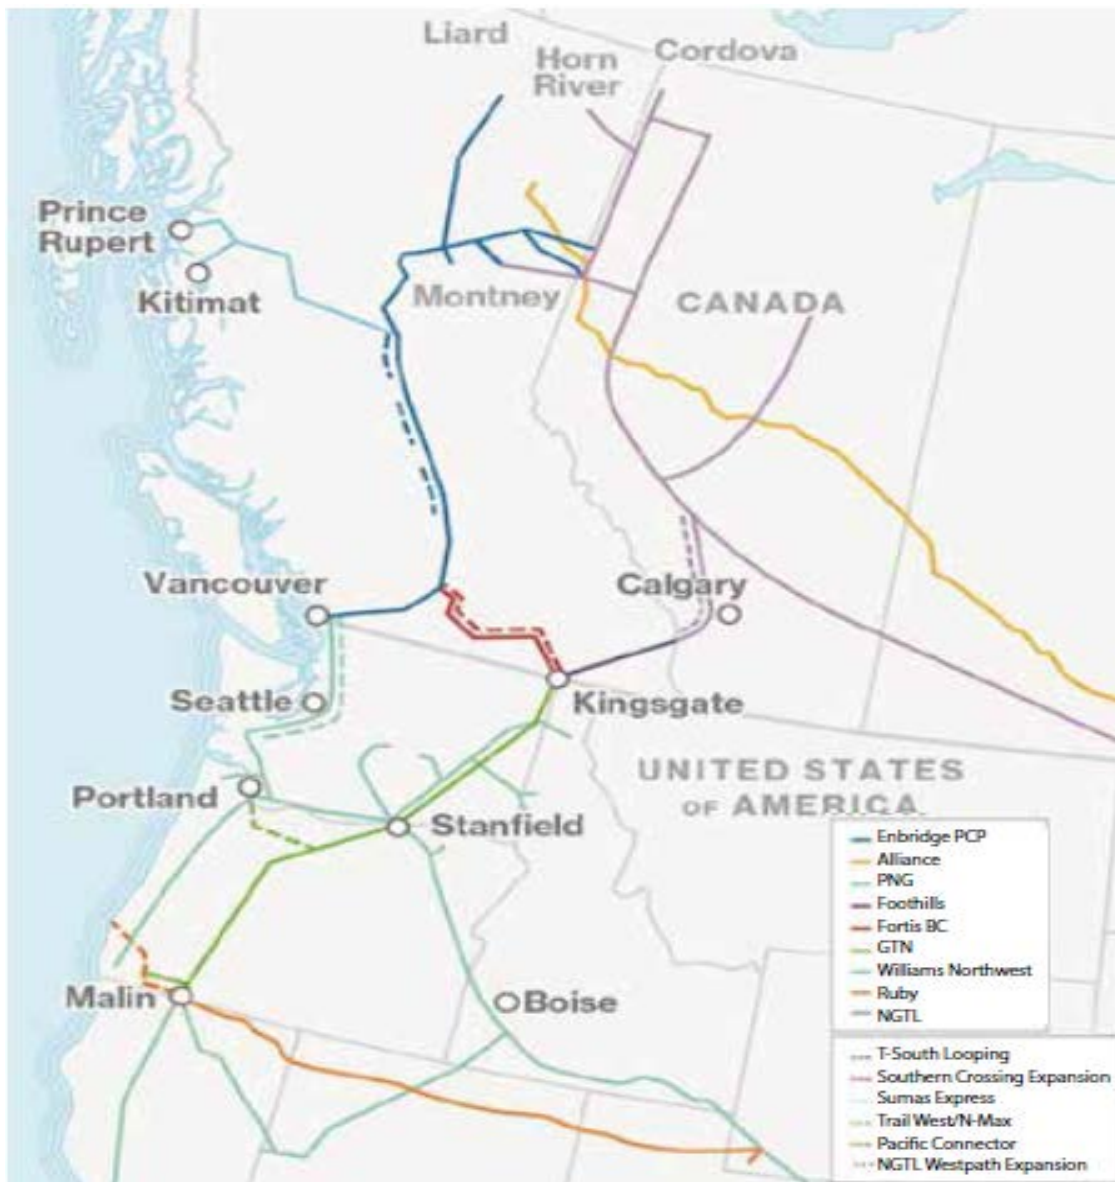 Liard
Horn
River
Cordova
Prince
Rupert
Kitimat
Montney
CANADA
Vancouver
Calgary
Seattle
Kingsgate
UNITED STATES
OF AMERICA
Portland
Stanfield
Malin
Boise
Enbridge PCP
Alliance
PNG
Foothills
Fortis BC
GTN
Williams Northwest
Ruby
NGTL
T-South Looping
Southern Crossing Expansion
Sumas Express
Trail West/N-Max
Pacific Connector
NGTL Westpath Expansion